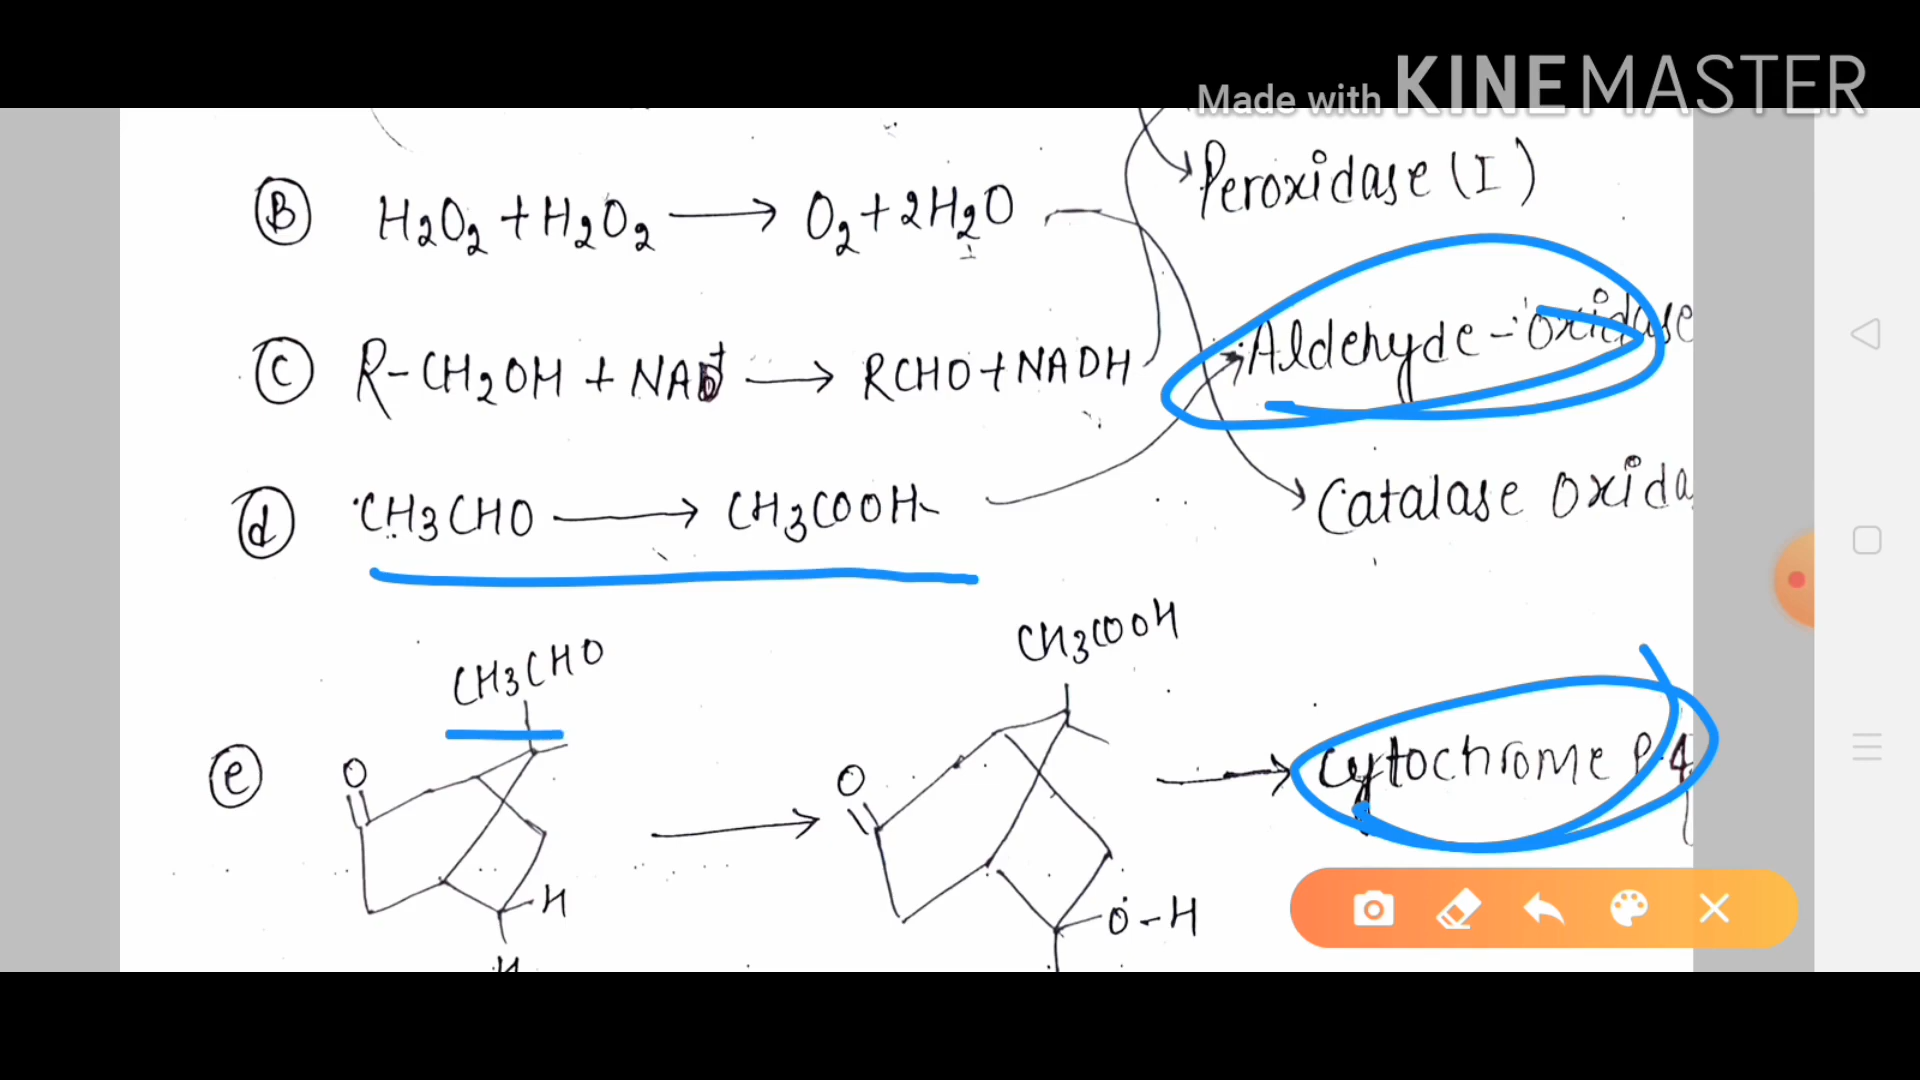 Made with KINEMASTER
Peroxidase (I)
B H2O2 + H2O2 → O2 + 2H2O
Aldehyde - oxidase
C R-CH2OH + NAD+ → RCHO + NADH
d CH3CHO → CH3COOH
Catalase oxida
CH3CHO CH3COOH
e O → O → Cytochrome P-4
H O-H
H